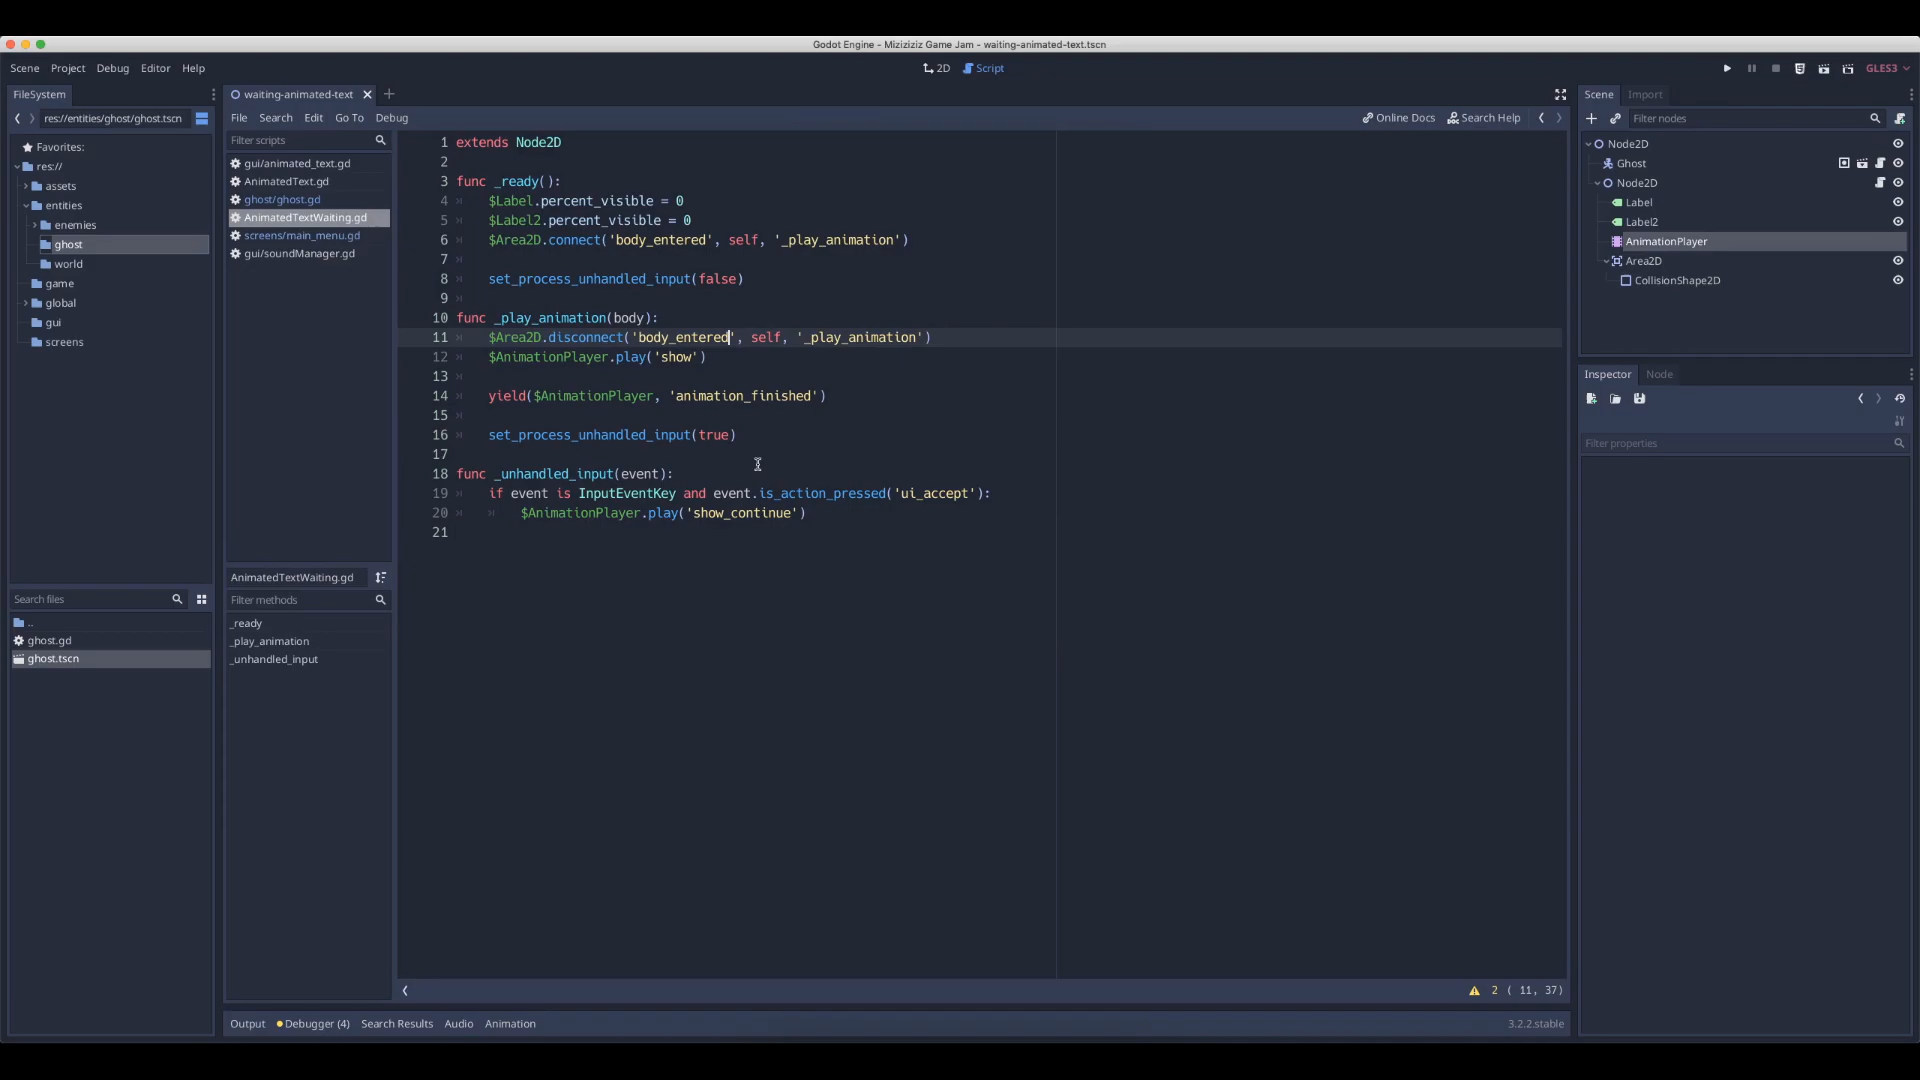 Godot Engine - Miziziziz Game Jam - waiting-animated-text.tscn
Scene Project Debug Editor Help
2D Script
GLES3
FileSystem
res://entities/ghost/ghost.tscn
Favorites:
res://
assets
entities
enemies
ghost
world
game
global
gui
screens
Search files
..
ghost.gd
ghost.tscn
waiting-animated-text
File Search Edit Go To Debug
Online Docs Search Help
Filter scripts
gui/animated_text.gd
AnimatedText.gd
ghost/ghost.gd
AnimatedTextWaiting.gd
screens/main_menu.gd
gui/soundManager.gd
AnimatedTextWaiting.gd
Filter methods
_ready
_play_animation
_unhandled_input
1 extends Node2D
2
3 func _ready():
4 $Label.percent_visible = 0
5 $Label2.percent_visible = 0
6 $Area2D.connect('body_entered', self, '_play_animation')
7
8 set_process_unhandled_input(false)
9
10 func _play_animation(body):
11 $Area2D.disconnect('body_entered', self, '_play_animation')
12 $AnimationPlayer.play('show')
13
14 yield($AnimationPlayer, 'animation_finished')
15
16 set_process_unhandled_input(true)
17
18 func _unhandled_input(event):
19 if event is InputEventKey and event.is_action_pressed('ui_accept'):
20 $AnimationPlayer.play('show_continue')
21
2 ( 11, 37)
Output Debugger (4) Search Results Audio Animation
3.2.2.stable
Scene Import
Filter nodes
Node2D
Ghost
Node2D
Label
Label2
AnimationPlayer
Area2D
CollisionShape2D
Inspector Node
Filter properties